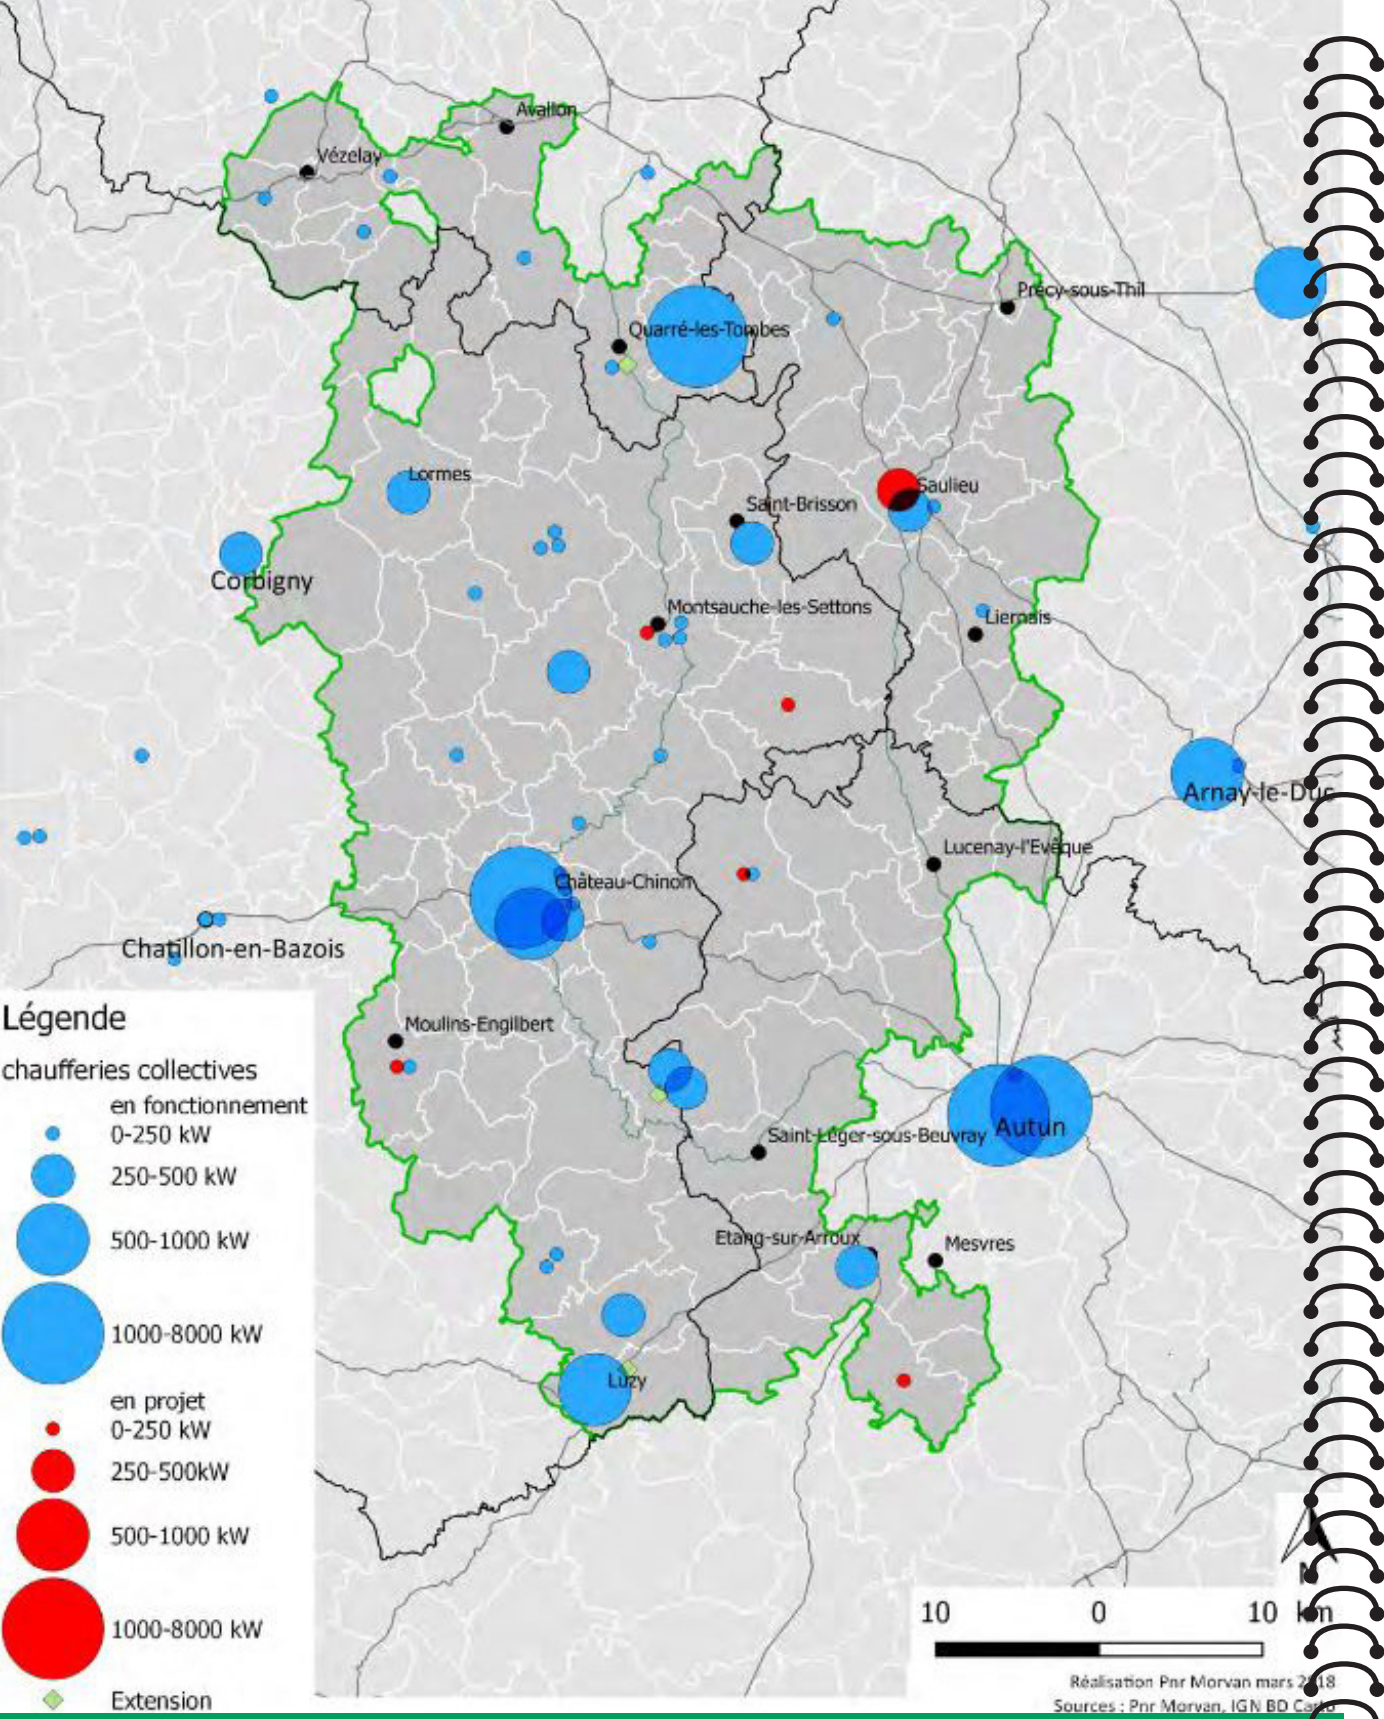 Avallon
Vézelay
Précy-sous-Thil
Quarré-les-Tombes
Lormes
Saulieu
Saint-Brisson
Corbigny
Montsauche-les-Settons
Liernais
Arnay-le-Duc
Lucenay-l'Evêque
Château-Chinon
Chatillon-en-Bazois
Moulins-Engilbert
Saint-Léger-sous-Beuvray
Autun
Etang-sur-Arroux
Mesvres
Luzy
Légende
chaufferies collectives
en fonctionnement
0-250 kW
250-500 kW
500-1000 kW
1000-8000 kW
en projet
0-250 kW
250-500kW
500-1000 kW
1000-8000 kW
Extension
N
10 0 10 km
Réalisation Pnr Morvan mars 2018
Sources : Pnr Morvan, IGN BD Carto